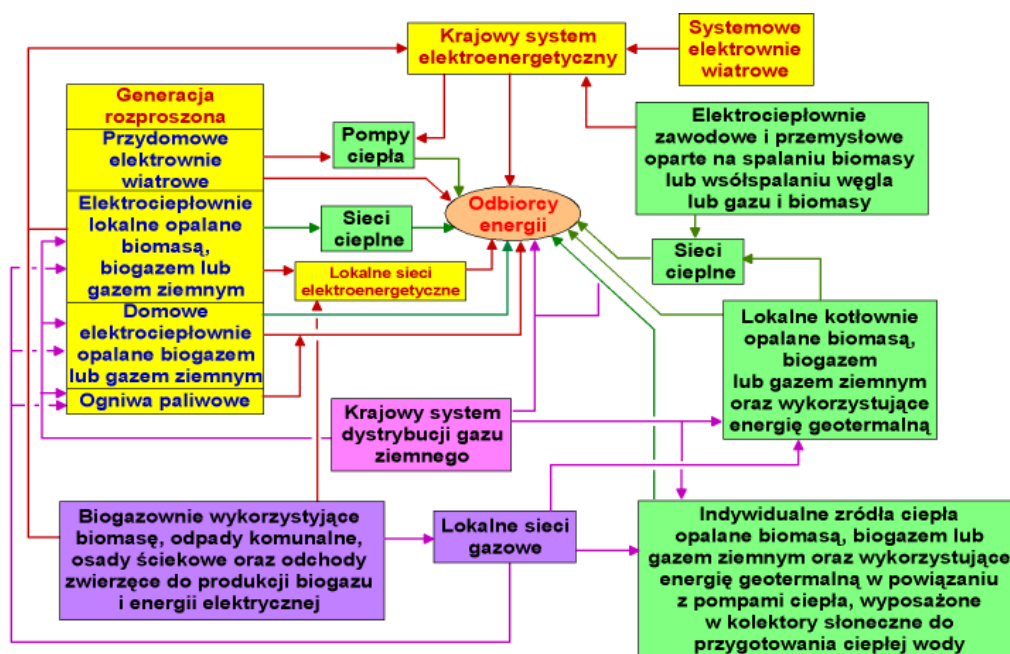 Krajowy system
elektroenergetyczny
Systemowe
elektrownie
wiatrowe
Generacja
rozproszona
Przydomowe
elektrownie
wiatrowe
Elektrociepłownie
lokalne opalane
biomasą,
biogazem lub
gazem ziemnym
Domowe
elektrociepłownie
opalane biogazem
lub gazem ziemnym
Ogniwa paliwowe
Pompy
ciepła
Sieci
cieplne
Lokalne sieci
elektroenergetyczne
Odbiorcy
energii
Elektrociepłownie
zawodowe i przemysłowe
oparte na spalaniu biomasy
lub wsółspalaniu węgla
lub gazu i biomasy
Sieci
cieplne
Lokalne kotłownie
opalane biomasą,
biogazem
lub gazem ziemnym
oraz wykorzystujące
energię geotermalną
Krajowy system
dystrybucji gazu
ziemnego
Biogazownie wykorzystyjące
biomasę, odpady komunalne,
osady ściekowe oraz odchody
zwierzęce do produkcji biogazu
i energii elektrycznej
Lokalne sieci
gazowe
Indywidualne zródła ciepła
opalane biomasą, biogazem lub
gazem ziemnym oraz wykorzystujące
energię geotermalną w powiązaniu
z pompami ciepła, wyposażone
w kolektory słoneczne do
przygotowania ciepłej wody